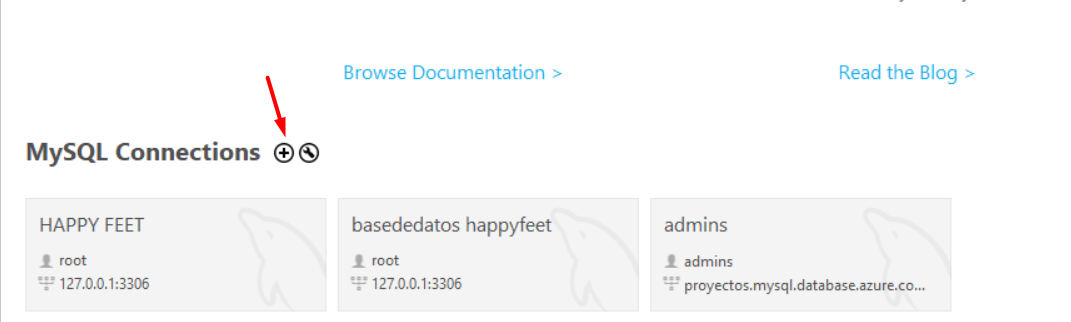 Browse Documentation >
Read the Blog >
MySQL Connections
HAPPY FEET
root
127.0.0.1:3306
basededatos happyfeet
root
127.0.0.1:3306
admins
admins
proyectos.mysql.database.azure.co...